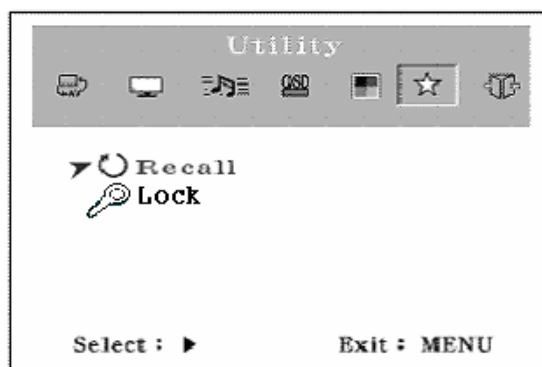 Utility
OSD
Recall
Lock
Select : ▶ Exit : MENU